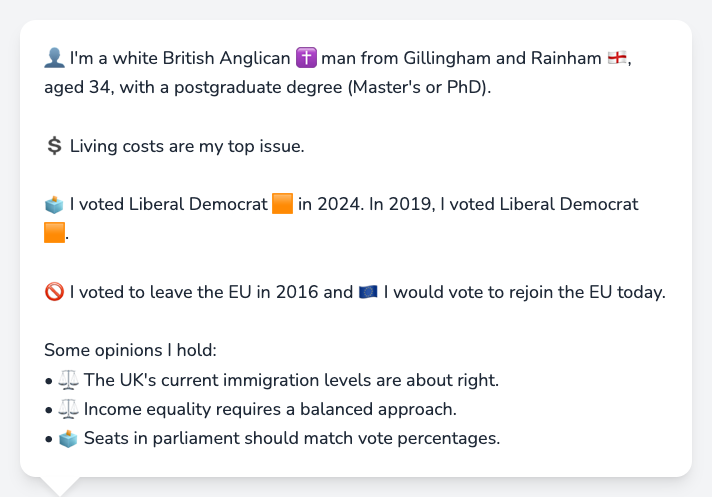 👤 I'm a white British Anglican ✝️ man from Gillingham and Rainham 🏴󠁧󠁢󠁥󠁮󠁧󠁿,
aged 34, with a postgraduate degree (Master's or PhD).
💲 Living costs are my top issue.
🗳️ I voted Liberal Democrat 🟧 in 2024. In 2019, I voted Liberal Democrat
🟧.
🚫 I voted to leave the EU in 2016 and 🇪🇺 I would vote to rejoin the EU today.
Some opinions I hold:
• ⚖️ The UK's current immigration levels are about right.
• ⚖️ Income equality requires a balanced approach.
• 🗳️ Seats in parliament should match vote percentages.